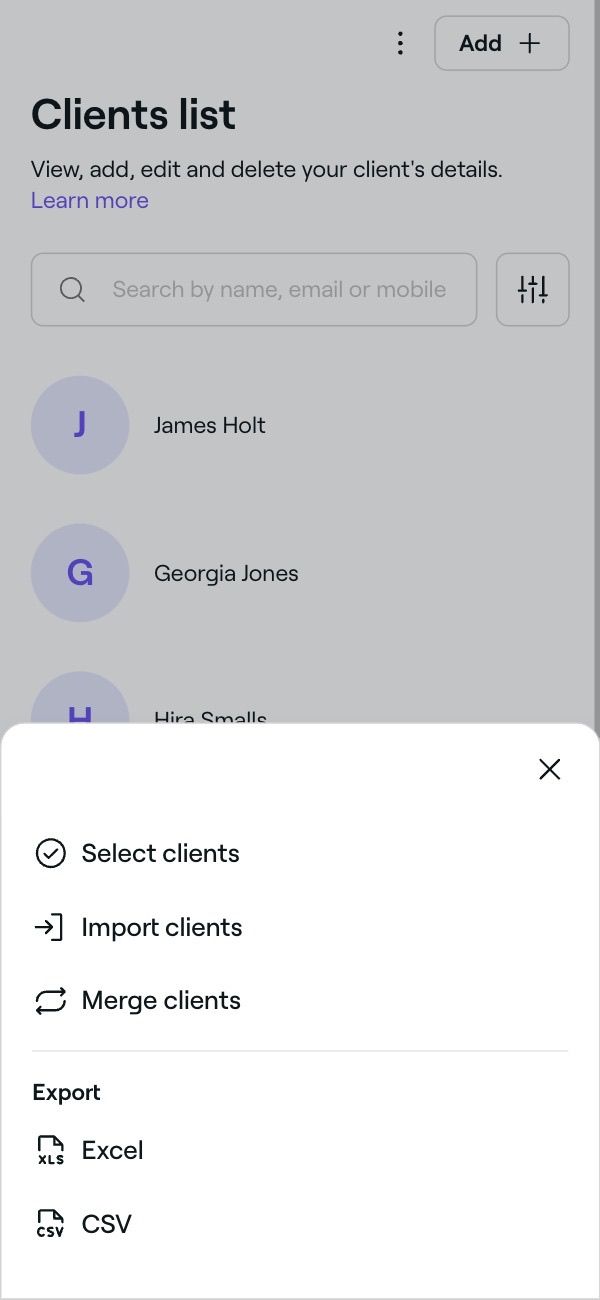 Add
Clients list
View, add, edit and delete your client's details.
Learn more
Search by name, email or mobile
J
James Holt
G
Georgia Jones
H
Hira Smalls
Select clients
Import clients
Merge clients
Export
XLS
Excel
CSV
CSV